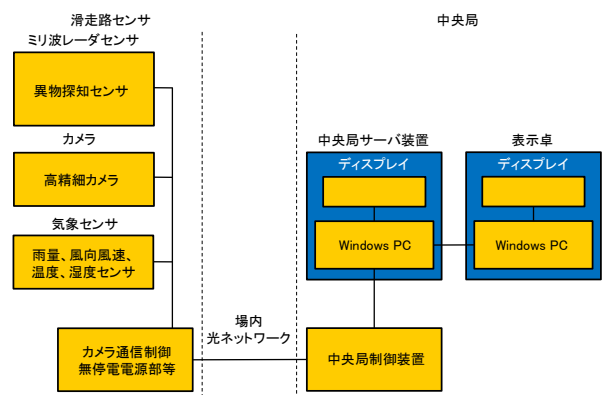 滑走路センサ
中央局
ミリ波レーダセンサ
異物探知センサ
カメラ
高精細カメラ
気象センサ
雨量、風向風速、
温度、湿度センサ
カメラ通信制御
無停電電源部等
場内
光ネットワーク
中央局サーバ装置
ディスプレイ
Windows PC
表示卓
ディスプレイ
Windows PC
中央局制御装置